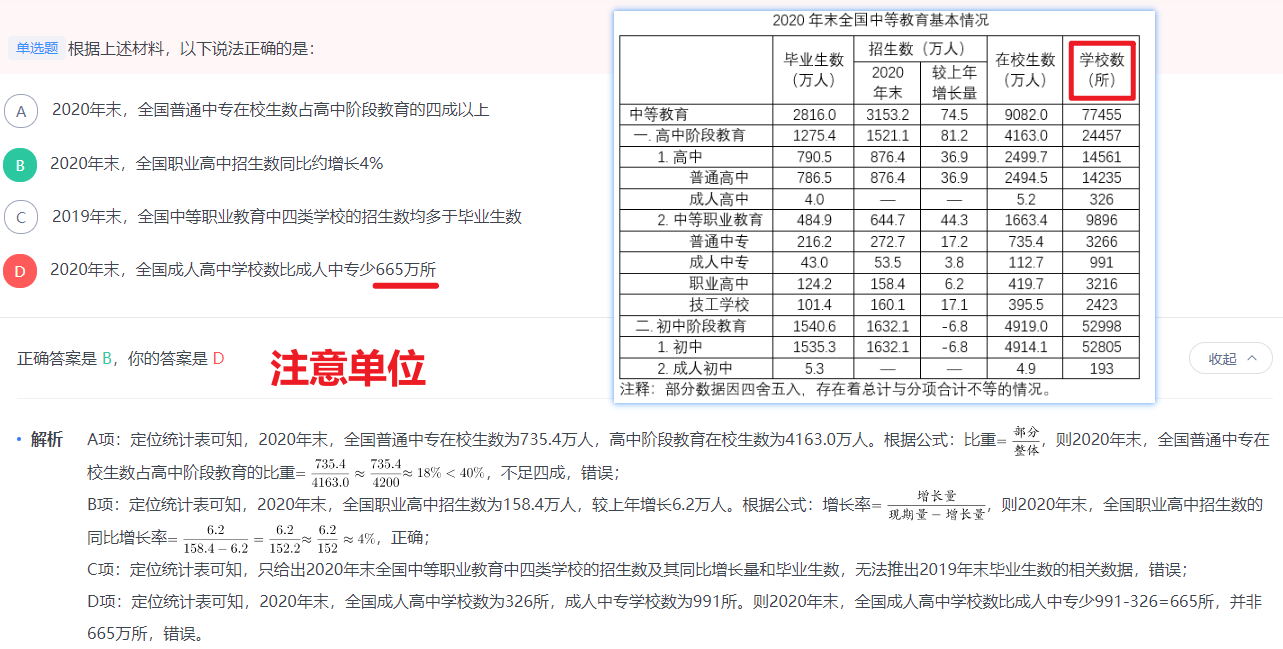 单选题 根据上述材料，以下说法正确的是：
A 2020年末，全国普通中专在校生数占高中阶段教育的四成以上
B 2020年末，全国职业高中招生数同比约增长4%
C 2019年末，全国中等职业教育中四类学校的招生数均多于毕业生数
D 2020年末，全国成人高中学校数比成人中专少665万所
2020 年末全国中等教育基本情况
毕业生数（万人） 招生数（万人） 在校生数（万人） 学校数（所）
2020年末 较上年增长量
中等教育 2816.0 3153.2 74.5 9082.0 77455
一. 高中阶段教育 1275.4 1521.1 81.2 4163.0 24457
1. 高中 790.5 876.4 36.9 2499.7 14561
普通高中 786.5 876.4 36.9 2494.5 14235
成人高中 4.0 — — 5.2 326
2. 中等职业教育 484.9 644.7 44.3 1663.4 9896
普通中专 216.2 272.7 17.2 735.4 3266
成人中专 43.0 53.5 3.8 112.7 991
职业高中 124.2 158.4 6.2 419.7 3216
技工学校 101.4 160.1 17.1 395.5 2423
二. 初中阶段教育 1540.6 1632.1 -6.8 4919.0 52998
1. 初中 1535.3 1632.1 -6.8 4914.1 52805
2. 成人初中 5.3 — — 4.9 193
注释：部分数据因四舍五入，存在着总计与分项合计不等的情况。
正确答案是 B，你的答案是 D
注意单位
收起
解析 A项：定位统计表可知，2020年末，全国普通中专在校生数为735.4万人，高中阶段教育在校生数为4163.0万人。根据公式：比重=部分/整体，则2020年末，全国普通中专在
校生数占高中阶段教育的比重=735.4/4163.0≈735.4/4200≈18%<40%，不足四成，错误；
B项：定位统计表可知，2020年末，全国职业高中招生数为158.4万人，较上年增长6.2万人。根据公式：增长率=增长量/现期量-增长量，则2020年末，全国职业高中招生数的
同比增长率=6.2/158.4-6.2=6.2/152.2≈6.2/152≈4%，正确；
C项：定位统计表可知，只给出2020年末全国中等职业教育中四类学校的招生数及其同比增长量和毕业生数，无法推出2019年末毕业生数的相关数据，错误；
D项：定位统计表可知，2020年末，全国成人高中学校数为326所，成人中专学校数为991所。则2020年末，全国成人高中学校数比成人中专少991-326=665所，并非
665万所，错误。